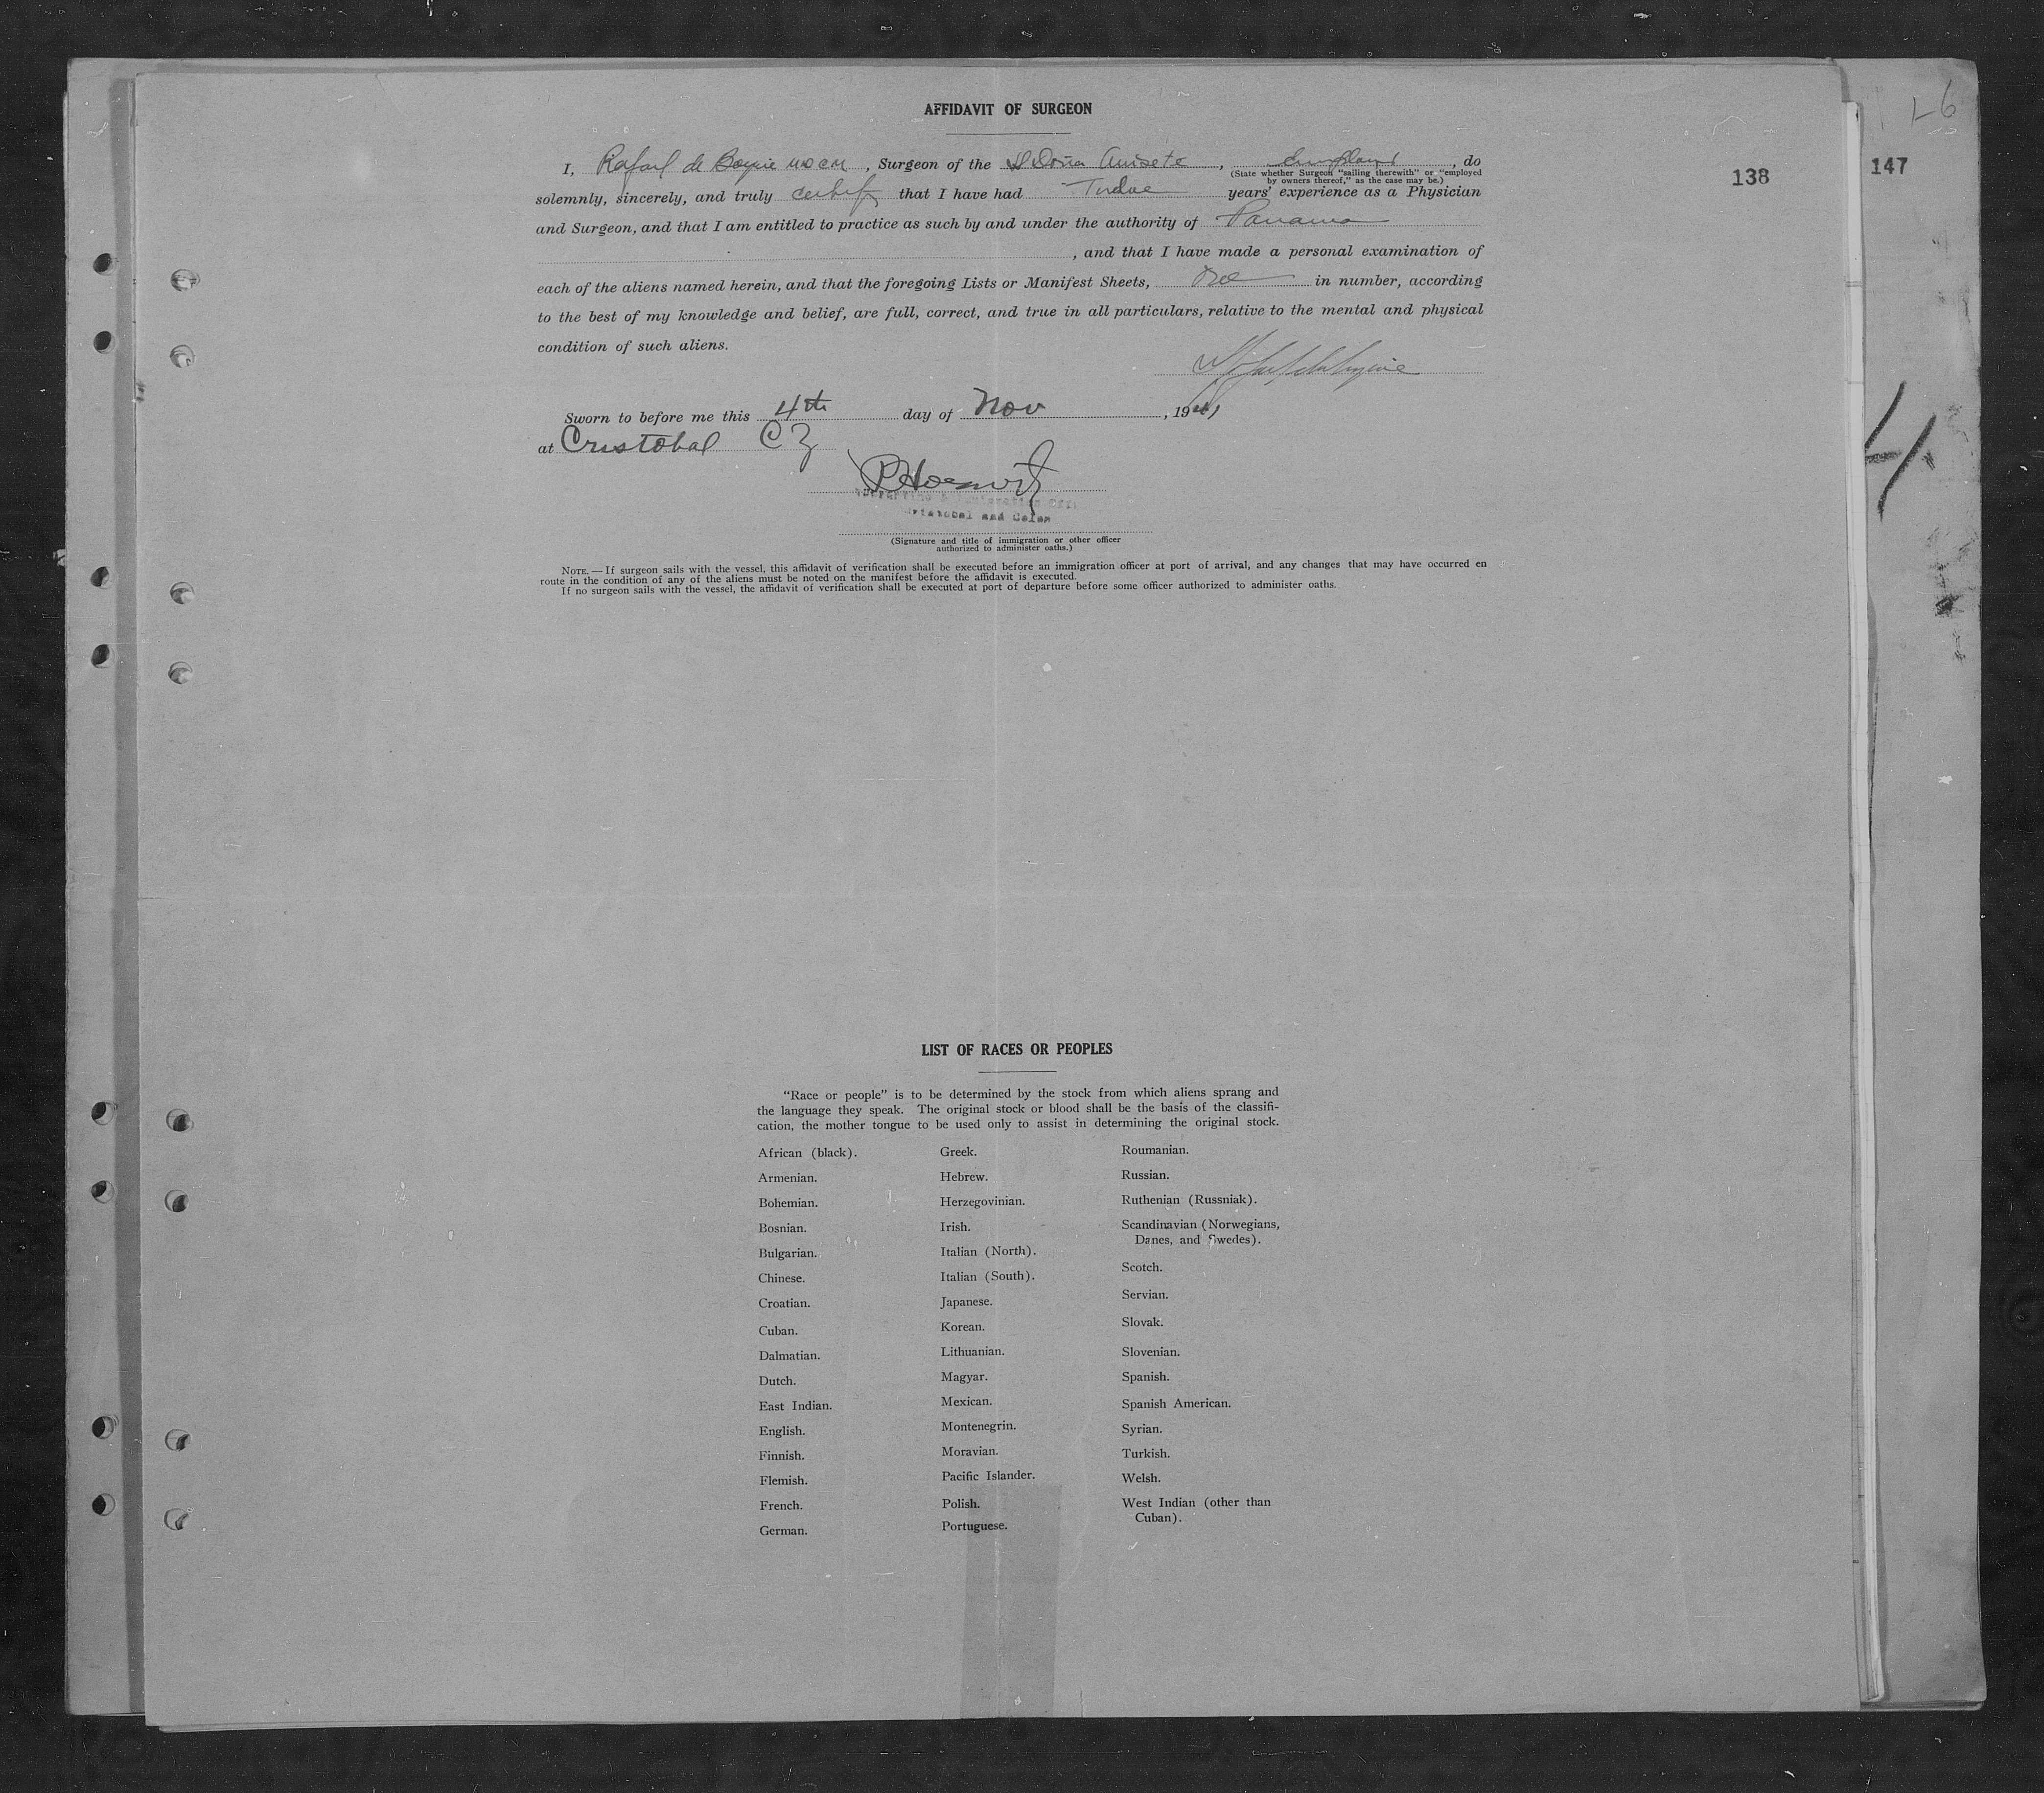 L6
147
138
AFFIDAVIT OF SURGEON
I, Rafael de Boyrie MDCM, Surgeon of the Doña Aniseto, employed, do
(State whether Surgeon "sailing therewith" or "employed
by owners thereof," as the case may be.)
solemnly, sincerely, and truly certify that I have had Twelve years' experience as a Physician
and Surgeon, and that I am entitled to practice as such by and under the authority of Panama
, and that I have made a personal examination of
each of the aliens named herein, and that the foregoing Lists or Manifest Sheets, One in number, according
to the best of my knowledge and belief, are full, correct, and true in all particulars, relative to the mental and physical
condition of such aliens.
Sworn to before me this 4th day of Nov, 1941
at Cristobal CZ
Cristobal and Colon
(Signature and title of immigration or other officer
authorized to administer oaths.)
NOTE.—If surgeon sails with the vessel, this affidavit of verification shall be executed before an immigration officer at port of arrival, and any changes that may have occurred en
route in the condition of any of the aliens must be noted on the manifest before the affidavit is executed.
If no surgeon sails with the vessel, the affidavit of verification shall be executed at port of departure before some officer authorized to administer oaths.
4
LIST OF RACES OR PEOPLES
"Race or people" is to be determined by the stock from which aliens sprang and
the language they speak. The original stock or blood shall be the basis of the classifi-
cation, the mother tongue to be used only to assist in determining the original stock.
African (black).
Armenian.
Bohemian.
Bosnian.
Bulgarian.
Chinese.
Croatian.
Cuban.
Dalmatian.
Dutch.
East Indian.
English.
Finnish.
Flemish.
French.
German.
Greek.
Hebrew.
Herzegovinian.
Irish.
Italian (North).
Italian (South).
Japanese.
Korean.
Lithuanian.
Magyar.
Mexican.
Montenegrin.
Moravian.
Pacific Islander.
Polish.
Portuguese.
Roumanian.
Russian.
Ruthenian (Russniak).
Scandinavian (Norwegians,
Danes, and Swedes).
Scotch.
Servian.
Slovak.
Slovenian.
Spanish.
Spanish American.
Syrian.
Turkish.
Welsh.
West Indian (other than
Cuban).